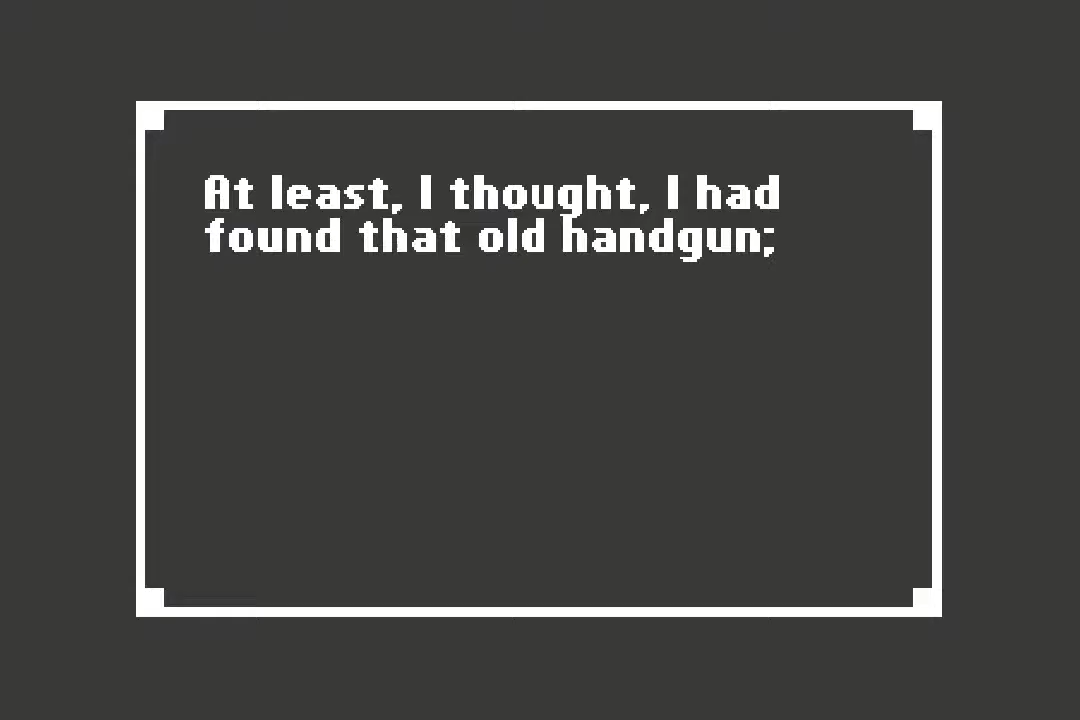 At least, I thought, I had
found that old handgun;